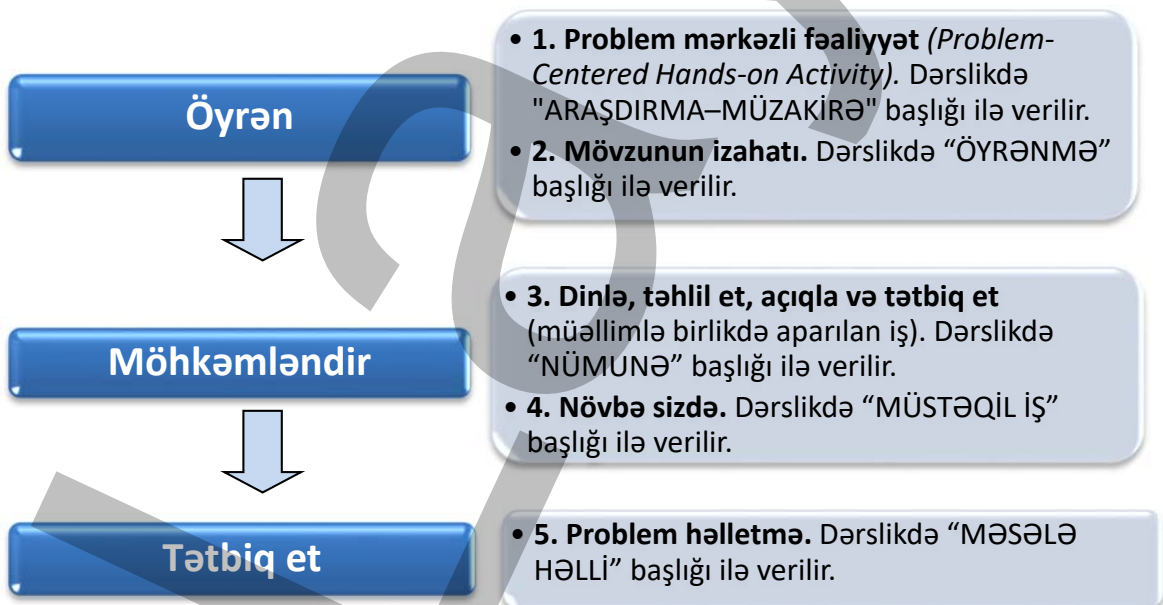 Öyrən
• 1. Problem mərkəzli fəaliyyət (Problem-
Centered Hands-on Activity). Dərslikdə
"ARAŞDIRMA–MÜZAKİRƏ" başlığı ilə verilir.
• 2. Mövzunun izahatı. Dərslikdə “ÖYRƏNMƏ”
başlığı ilə verilir.
Möhkəmləndir
• 3. Dinlə, təhlil et, açıqla və tətbiq et
(müəllimlə birlikdə aparılan iş). Dərslikdə
“NÜMUNƏ” başlığı ilə verilir.
• 4. Növbə sizdə. Dərslikdə “MÜSTƏQİL İŞ”
başlığı ilə verilir.
Tətbiq et
• 5. Problem həlletmə. Dərslikdə “MƏSƏLƏ
HƏLLİ” başlığı ilə verilir.